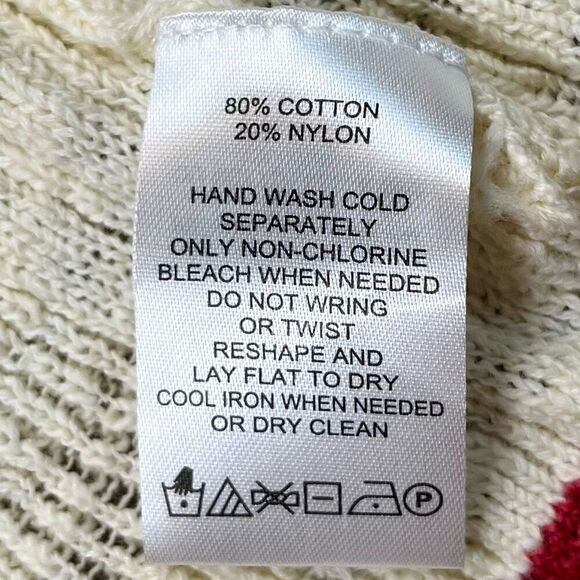 80% COTTON
20% NYLON
HAND WASH COLD
SEPARATELY
ONLY NON-CHLORINE
BLEACH WHEN NEEDED
DO NOT WRING
OR TWIST
RESHAPE AND
LAY FLAT TO DRY
COOL IRON WHEN NEEDED
OR DRY CLEAN
P